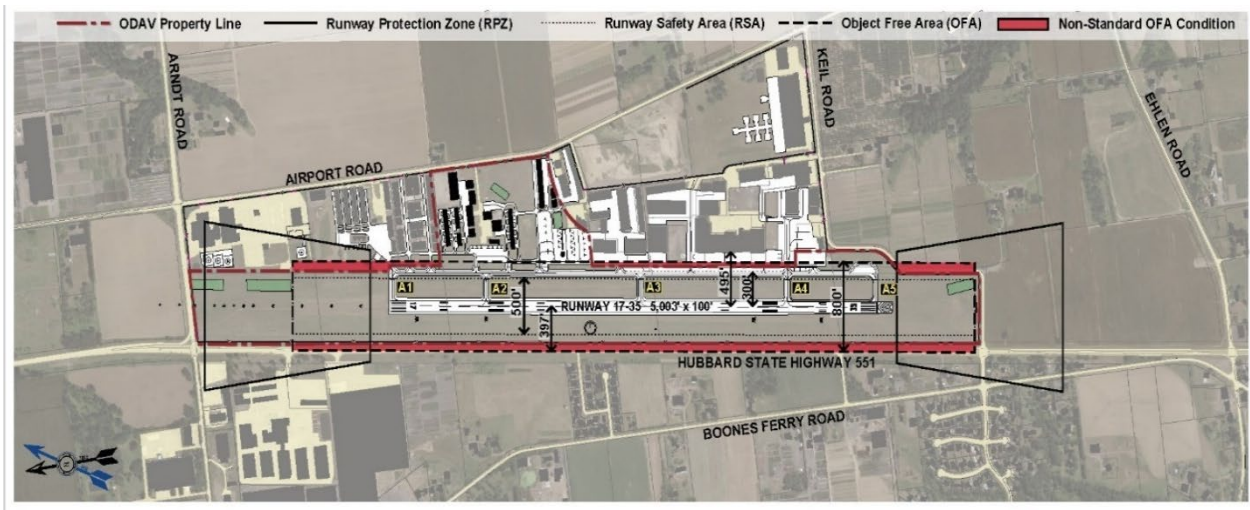 ODAV Property Line
Runway Protection Zone (RPZ)
Runway Safety Area (RSA)
Object Free Area (OFA)
Non-Standard OFA Condition
ARNDT ROAD
KEIL ROAD
EHLEN ROAD
AIRPORT ROAD
A1
A2
A3
A4
A5
500'
397'
495'
300'
800'
RUNWAY 17-35 5,003' x 100'
HUBBARD STATE HIGHWAY 551
BOONES FERRY ROAD